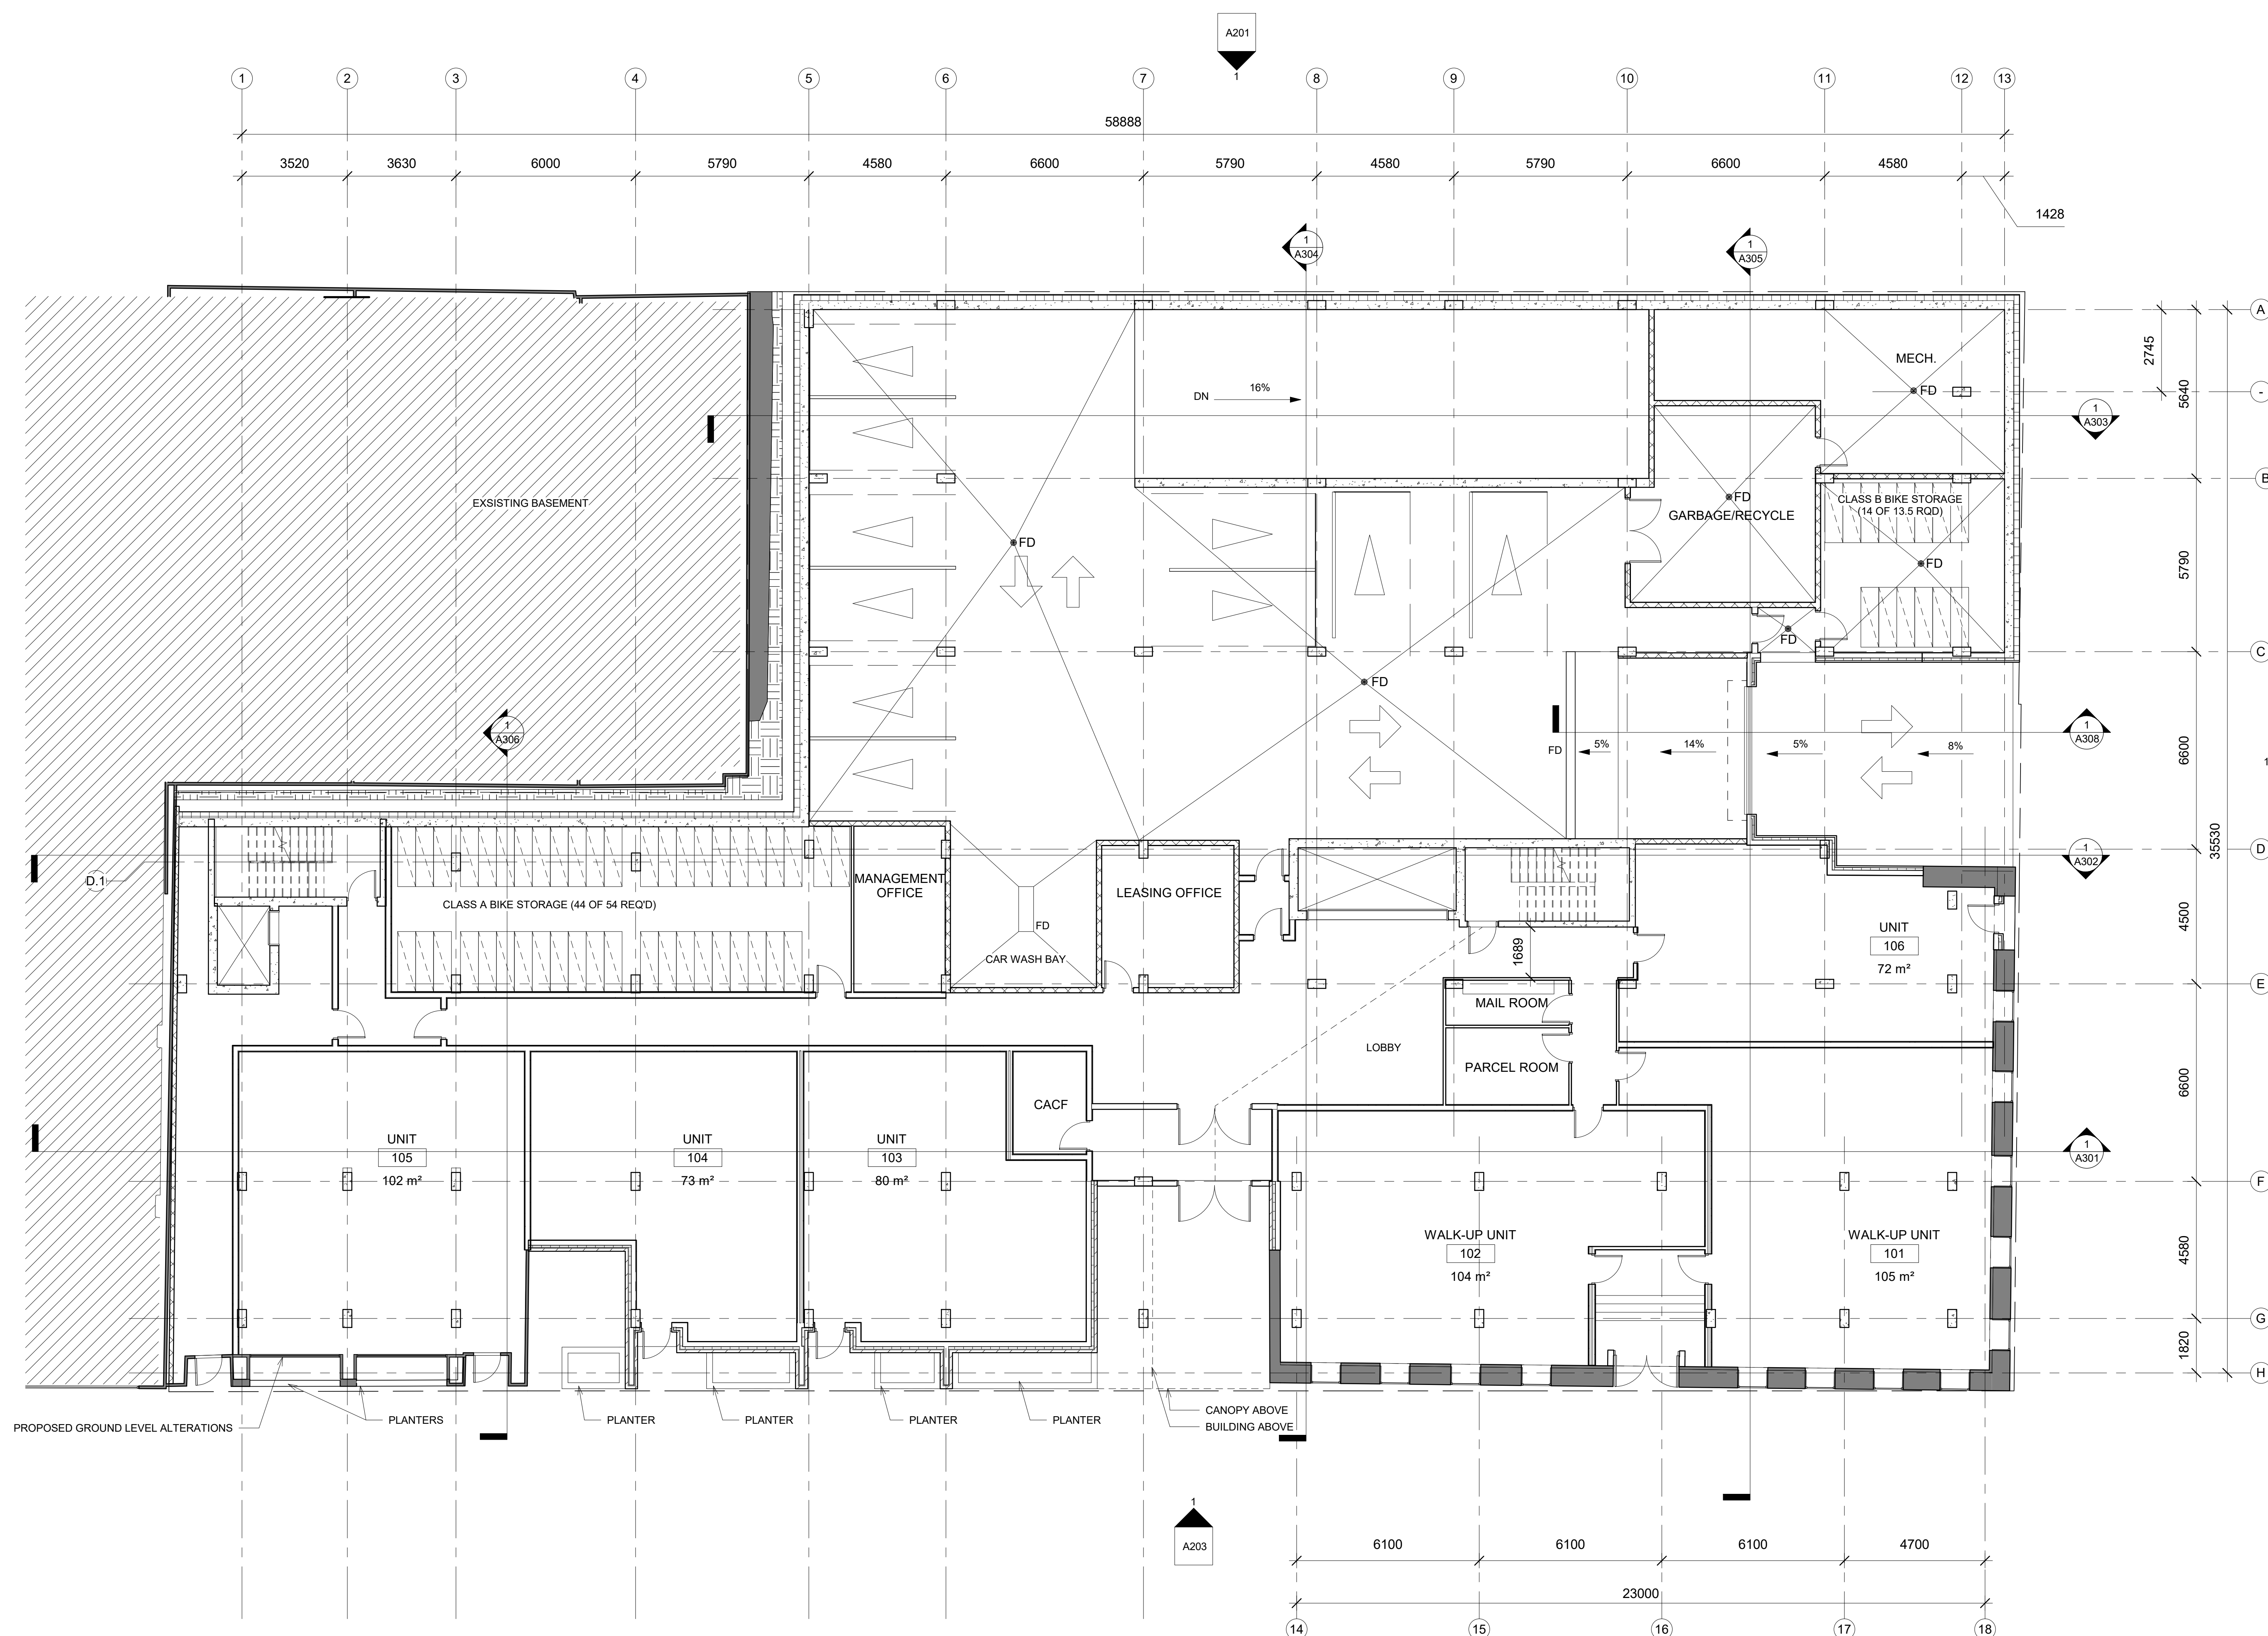 A201
1
1
2
3
4
5
6
7
8
9
10
11
12
13
58888
3520
3630
6000
5790
4580
6600
5790
4580
5790
6600
4580
1428
1
A304
1
A305
A
2745
5640
MECH.
FD
-
DN
16%
1
A303
B
EXSISTING BASEMENT
FD
GARBAGE/RECYCLE
CLASS B BIKE STORAGE
(14 OF 13.5 RQD)
FD
FD
5790
FD
C
FD
1
A306
FD
5%
14%
5%
8%
1
A308
6600
35530
D
1
A302
D.1
MANAGEMENT
OFFICE
LEASING OFFICE
CLASS A BIKE STORAGE (44 OF 54 REQ'D)
FD
CAR WASH BAY
1689
UNIT
106
72 m²
4500
E
MAIL ROOM
LOBBY
PARCEL ROOM
6600
CACF
UNIT
105
102 m²
UNIT
104
73 m²
UNIT
103
80 m²
1
A301
F
WALK-UP UNIT
102
104 m²
WALK-UP UNIT
101
105 m²
4580
G
1820
H
PROPOSED GROUND LEVEL ALTERATIONS
PLANTERS
PLANTER
PLANTER
PLANTER
PLANTER
CANOPY ABOVE
BUILDING ABOVE
1
A203
6100
6100
6100
4700
23000
14
15
16
17
18